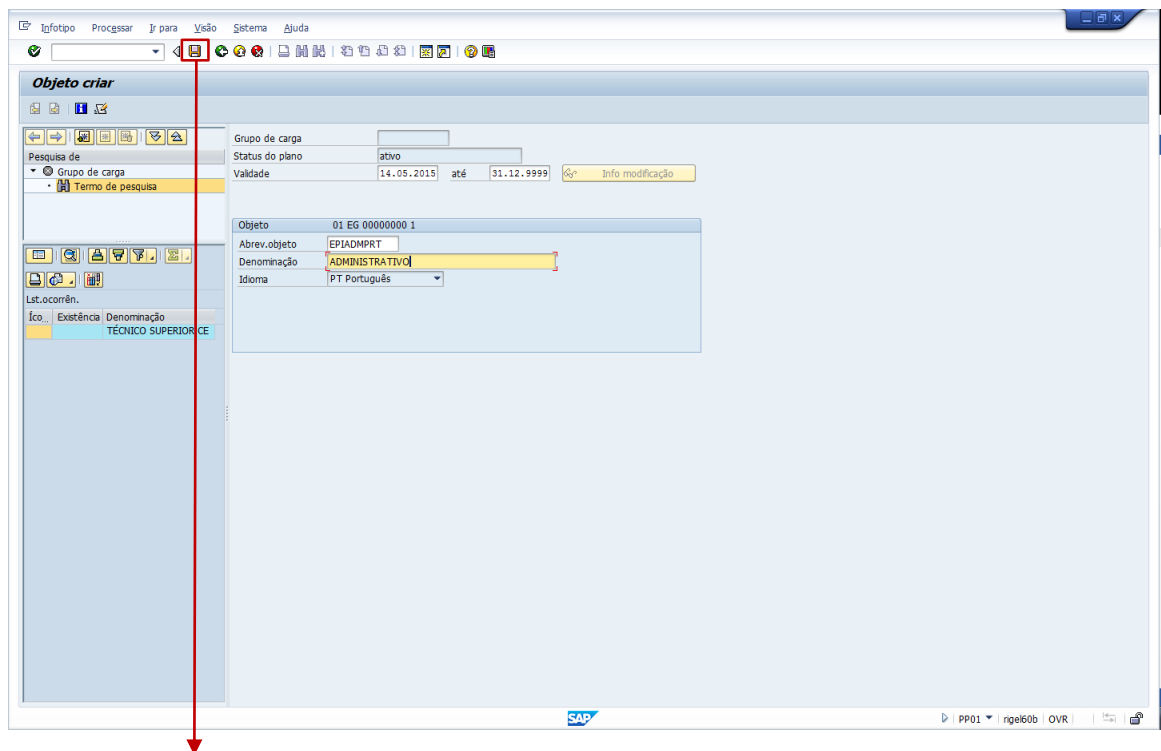 Infotipo Processar Ir para Visão Sistema Ajuda
Objeto criar
Pesquisa de
Grupo de carga
Termo de pesquisa
Lst.ocorrên.
Íco... Existência Denominação
TÉCNICO SUPERIOR CE
Grupo de carga
Status do plano ativo
Validade 14.05.2015 até 31.12.9999 Info modificação
Objeto 01 EG 00000000 1
Abrev.objeto EPIADMPRT
Denominação ADMINISTRATIVO
Idioma PT Português
SAP
PP01 rigel60b OVR